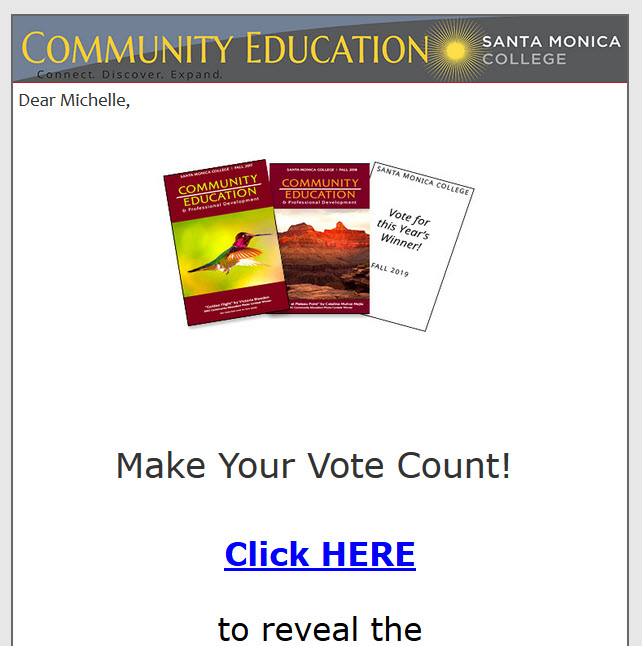 COMMUNITY EDUCATION
SANTA MONICA
COLLEGE
Connect. Discover. Expand.
Dear Michelle,
SANTA MONICA COLLEGE | FALL 2017
COMMUNITY
EDUCATION
& Professional Development
SANTA MONICA COLLEGE | FALL 2018
COMMUNITY
EDUCATION
& Professional Development
SANTA MONICA COLLEGE
Vote for
this Year's
Winner!
FALL 2019
Make Your Vote Count!
Click HERE
to reveal the